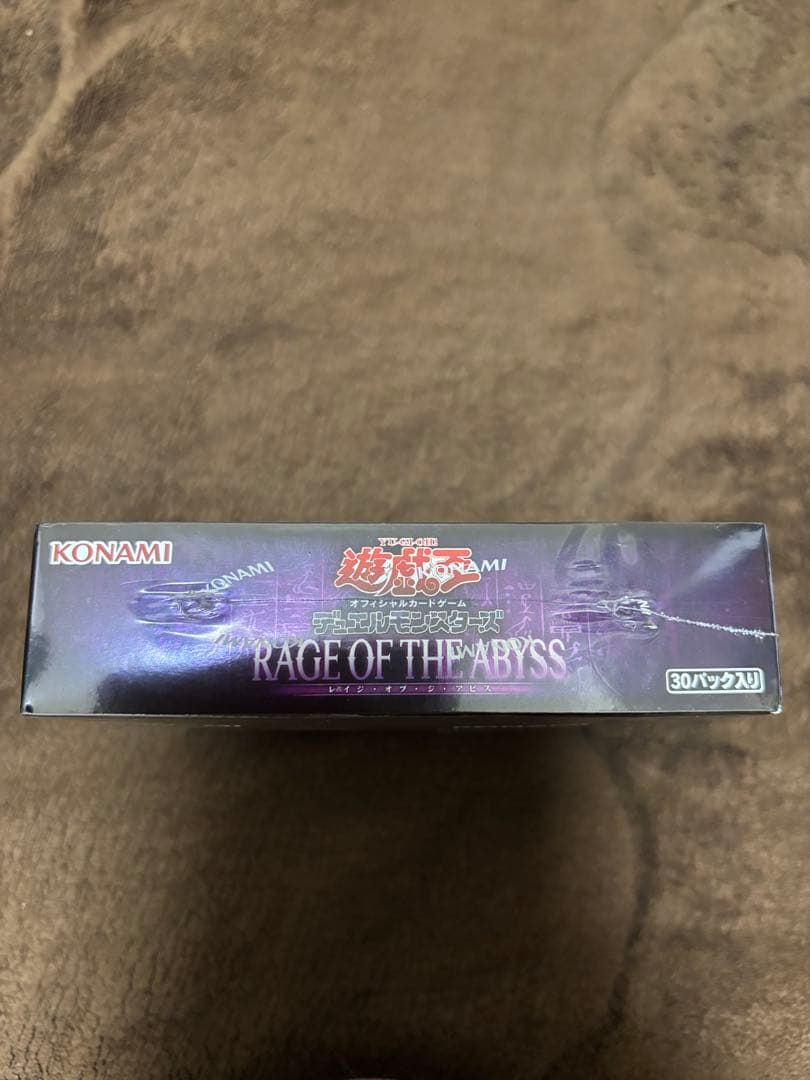 KONAMI
YU-GI-OH!
遊戯王
オフィシャルカードゲーム
デュエルモンスターズ
RAGE OF THE ABYSS
レイジ・オブ・ジ・アビス
30パック入り
KONAMI
KONAMI
KONAMI
KONAMI